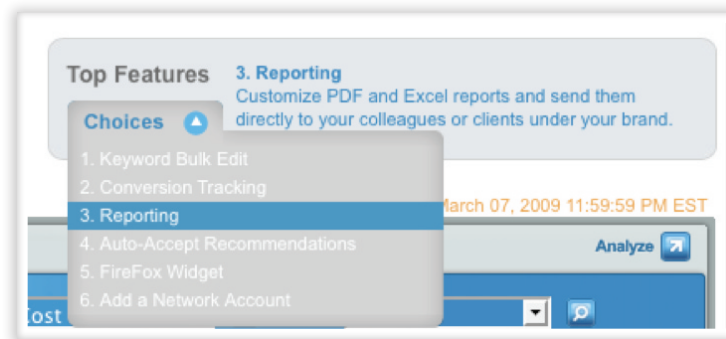 Top Features
3. Reporting
Customize PDF and Excel reports and send them
directly to your colleagues or clients under your brand.
Choices
1. Keyword Bulk Edit
2. Conversion Tracking
3. Reporting
4. Auto-Accept Recommendations
5. FireFox Widget
6. Add a Network Account
March 07, 2009 11:59:59 PM EST
Analyze
Cost